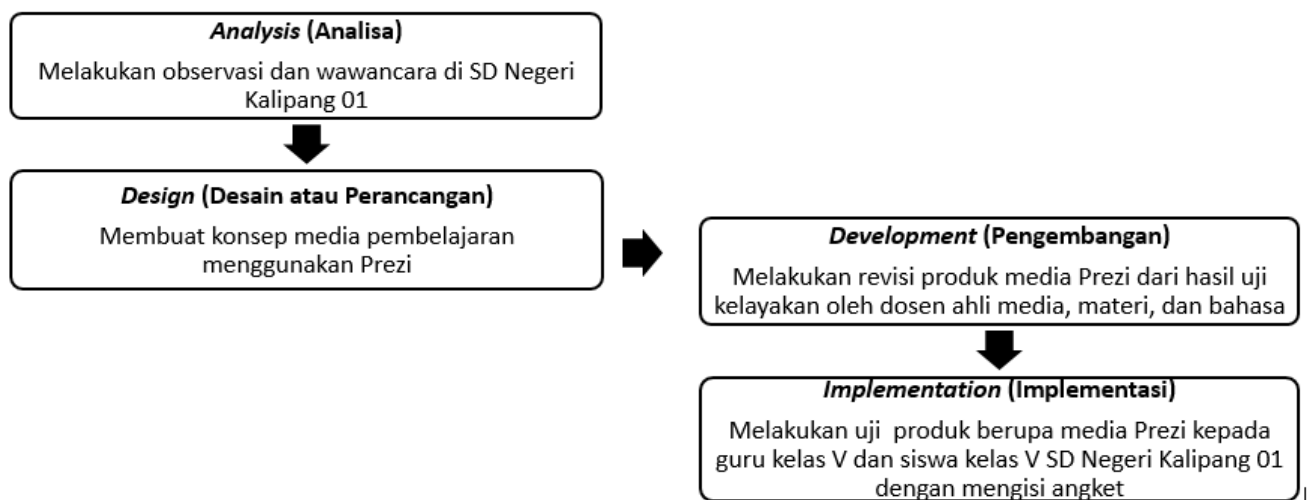 Analysis (Analisa)
Melakukan observasi dan wawancara di SD Negeri
Kalipang 01
Design (Desain atau Perancangan)
Membuat konsep media pembelajaran
menggunakan Prezi
Development (Pengembangan)
Melakukan revisi produk media Prezi dari hasil uji
kelayakan oleh dosen ahli media, materi, dan bahasa
Implementation (Implementasi)
Melakukan uji produk berupa media Prezi kepada
guru kelas V dan siswa kelas V SD Negeri Kalipang 01
dengan mengisi angket